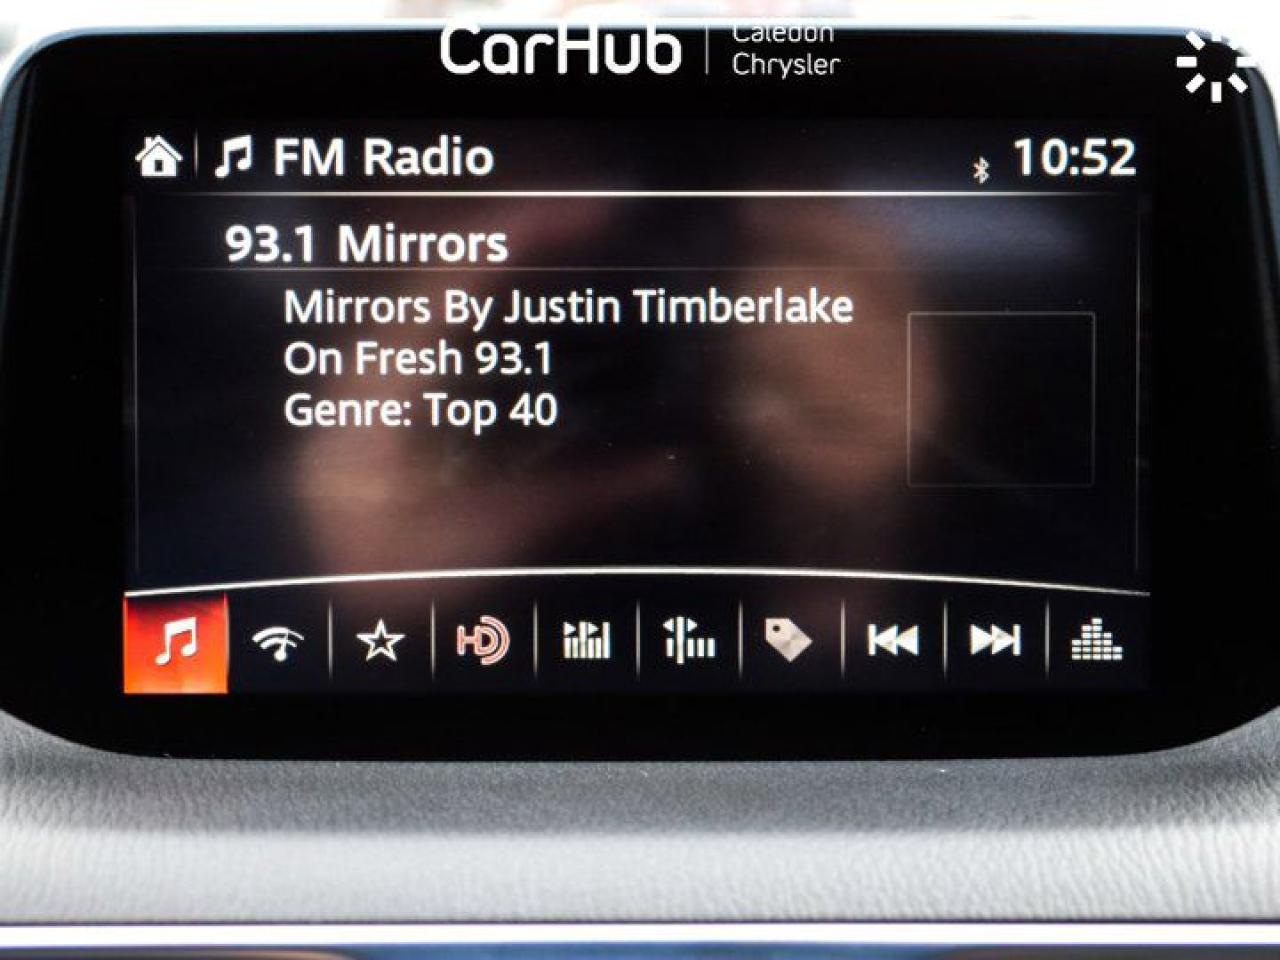 CarHub
Caledon
Chrysler
FM Radio
10:52
93.1 Mirrors
Mirrors By Justin Timberlake
On Fresh 93.1
Genre: Top 40
HD